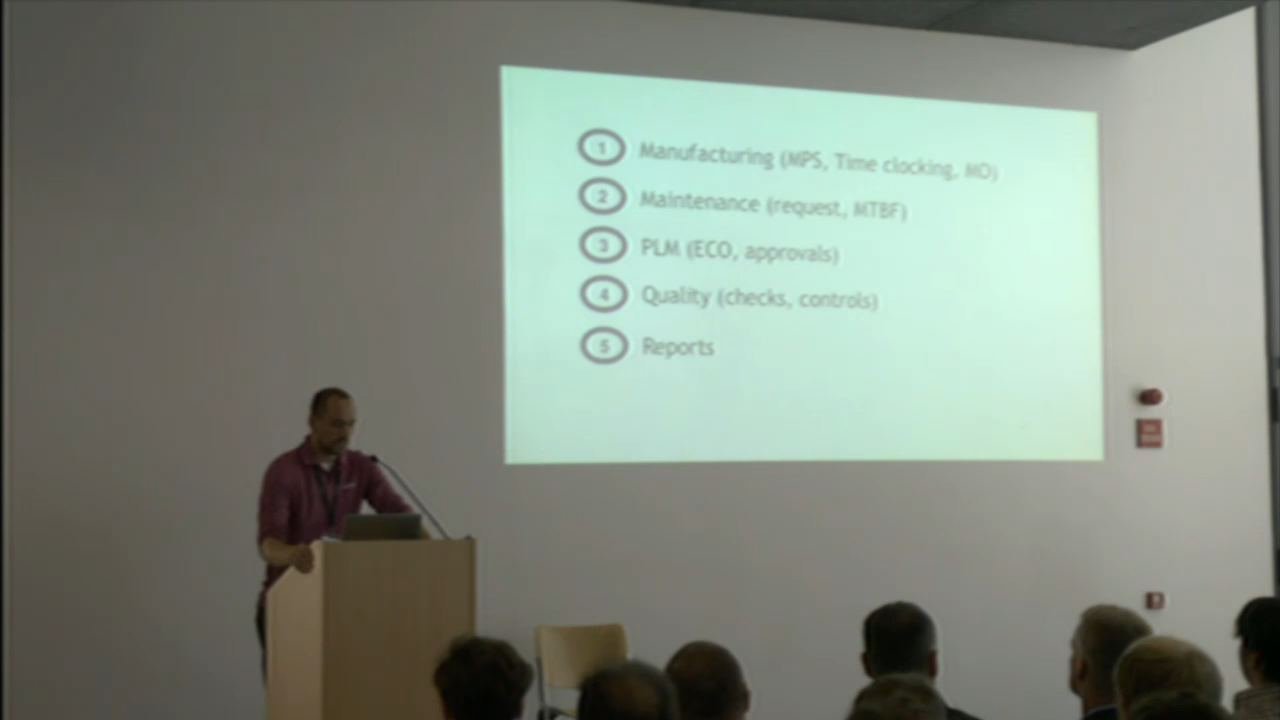 1 Manufacturing (MPS, Time clocking, MO)
2 Maintenance (request, MTBF)
3 PLM (ECO, approvals)
4 Quality (checks, controls)
5 Reports